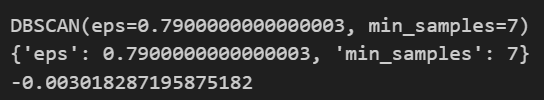 DBSCAN(eps=0.7900000000000003, min_samples=7)
{'eps': 0.7900000000000003, 'min_samples': 7}
-0.003018287195875182